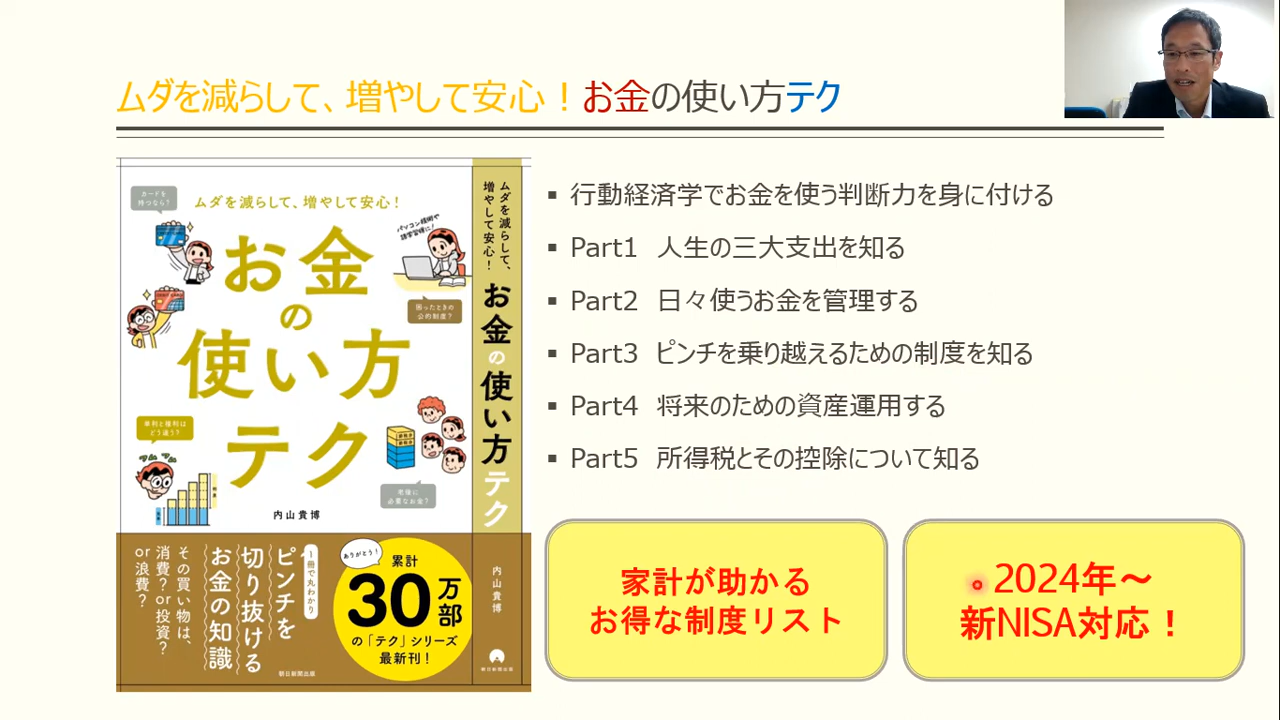 ムダを減らして、増やして安心！お金の使い方テク
カードを
持つなら？
ムダを減らして、増やして安心！
パソコン技術や
語学習得に！
お金
の
使い方
テク
困ったときの
公的制度？
単利と複利は
どう違う？
老後に
必要なお金？
内山貴博
1冊で丸わかり
ピンチを
切り抜ける
お金の知識
その買い物は、
消費？or投資？
or浪費？
ありがとう！
累計
30万部
の「テク」シリーズ
最新刊！
朝日新聞出版
ムダを減らして、
増やして安心！
お金の使い方テク
内山貴博
朝日新聞出版
▪ 行動経済学でお金を使う判断力を身に付ける
▪ Part1 人生の三大支出を知る
▪ Part2 日々使うお金を管理する
▪ Part3 ピンチを乗り越えるための制度を知る
▪ Part4 将来のための資産運用する
▪ Part5 所得税とその控除について知る
家計が助かる
お得な制度リスト
2024年～
新NISA対応！